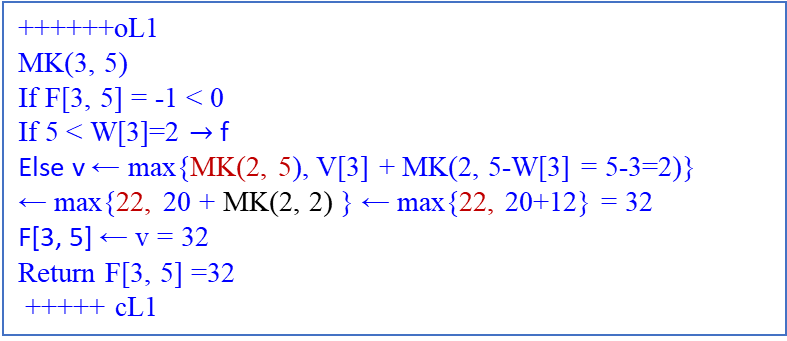 ++++++oL1
MK(3, 5)
If F[3, 5] = -1 < 0
If 5 < W[3]=2 → f
Else v ← max{MK(2, 5), V[3] + MK(2, 5-W[3] = 5-3=2)}
← max{22, 20 + MK(2, 2) } ← max{22, 20+12} = 32
F[3, 5] ← v = 32
Return F[3, 5] =32
+++++ cL1